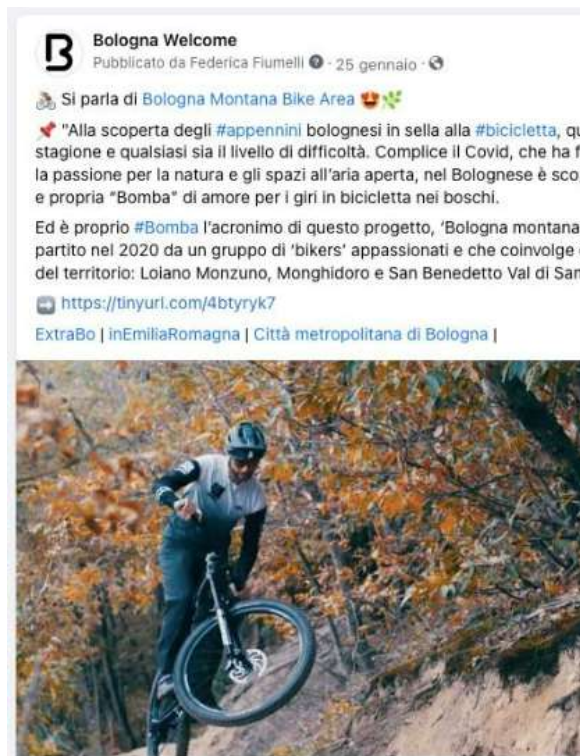 Bologna Welcome
Pubblicato da Federica Fiumelli · 25 gennaio ·
Si parla di Bologna Montana Bike Area
"Alla scoperta degli #appennini bolognesi in sella alla #bicicletta, qu
stagione e qualsiasi sia il livello di difficoltà. Complice il Covid, che ha f
la passione per la natura e gli spazi all'aria aperta, nel Bolognese è sco
e propria "Bomba" di amore per i giri in bicicletta nei boschi.
Ed è proprio #Bomba l'acronimo di questo progetto, 'Bologna montana
partito nel 2020 da un gruppo di 'bikers' appassionati e che coinvolge
del territorio: Loiano Monzuno, Monghidoro e San Benedetto Val di Sam
https://tinyurl.com/4btyryk7
ExtraBo | inEmiliaRomagna | Città metropolitana di Bologna |